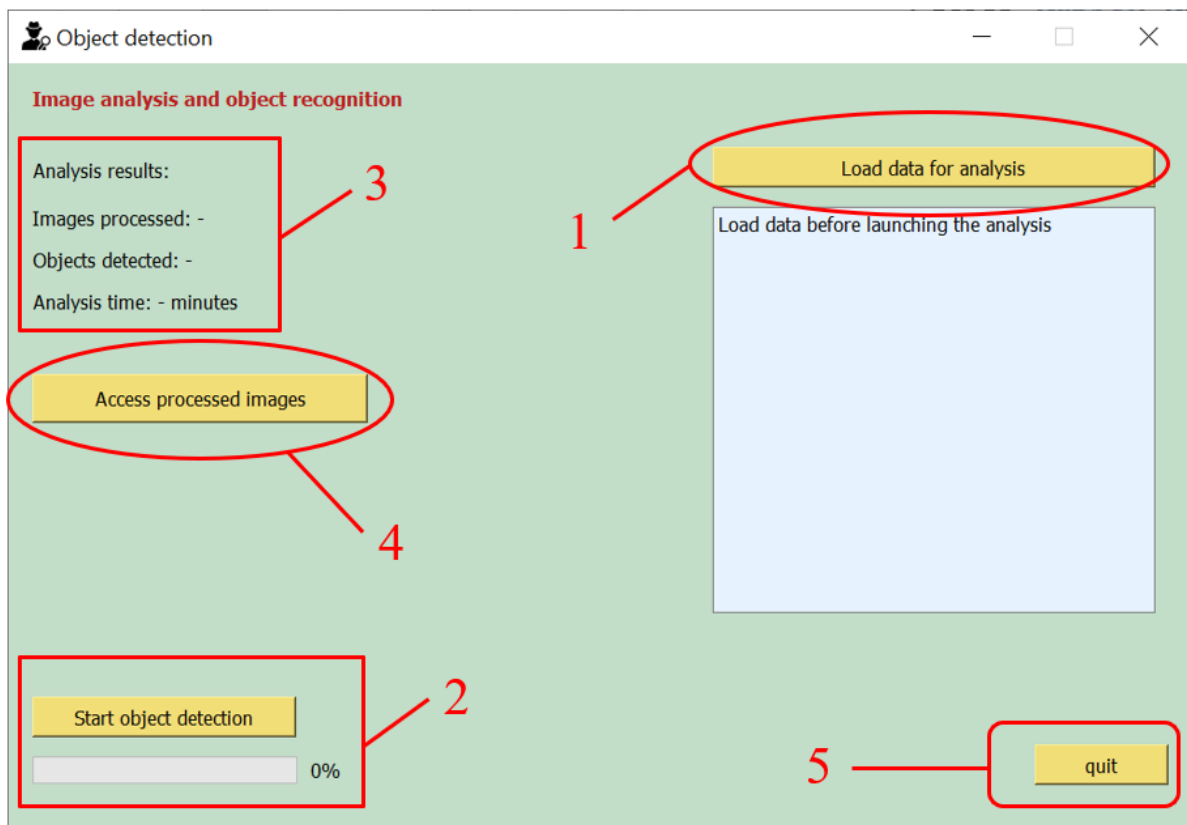 Object detection
Image analysis and object recognition
Analysis results:
Images processed: -
Objects detected: -
Analysis time: - minutes
3
1
Load data for analysis
Load data before launching the analysis
Access processed images
4
Start object detection
0%
2
5
quit